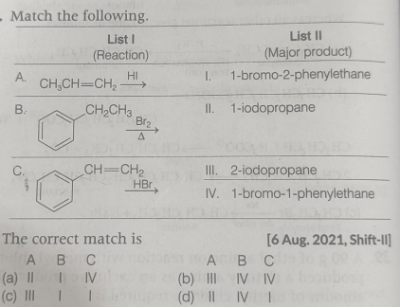 . Match the following.
List I List II
(Reaction) (Major product)
A. CH₃CH=CH₂ HI → I. 1-bromo-2-phenylethane
B. CH₂CH₃ Br₂ Δ → II. 1-iodopropane
C. CH=CH₂ HBr → III. 2-iodopropane
IV. 1-bromo-1-phenylethane
The correct match is [6 Aug. 2021, Shift-II]
A B C A B C
(a) II I IV (b) III IV IV
(c) III I I (d) II IV IV